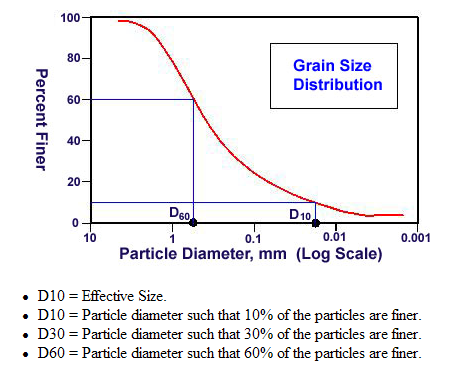 100
80
60
40
20
0
Percent Finer
Grain Size
Distribution
D60
D10
10
1
0.1
0.01
0.001
Particle Diameter, mm (Log Scale)
• D10 = Effective Size.
• D10 = Particle diameter such that 10% of the particles are finer.
• D30 = Particle diameter such that 30% of the particles are finer.
• D60 = Particle diameter such that 60% of the particles are finer.